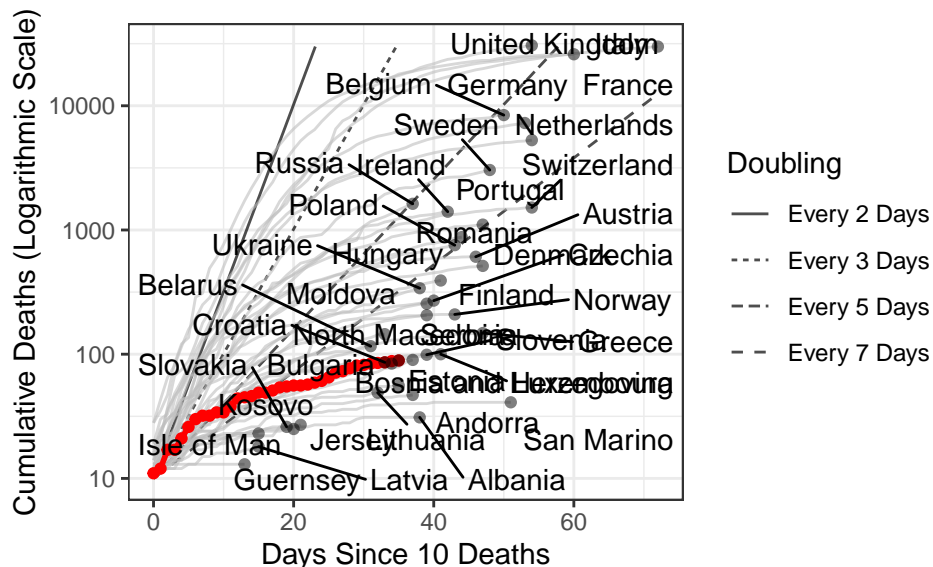 United Kingdom Italy
Belgium Germany France
Sweden Netherlands
Russia Ireland Switzerland
Poland Portugal
Romania Austria
Ukraine Hungary Denmark Czechia
Belarus Moldova Finland Norway
Croatia North Macedonia Serbia Slovenia Greece
Slovakia Bulgaria Bosnia and Herzegovina Estonia Luxembourg
Kosovo Andorra
Isle of Man Jersey Lithuania San Marino
Guernsey Latvia Albania
10000
1000
100
10
0 20 40 60
Days Since 10 Deaths
Cumulative Deaths (Logarithmic Scale)
Doubling
Every 2 Days
Every 3 Days
Every 5 Days
Every 7 Days